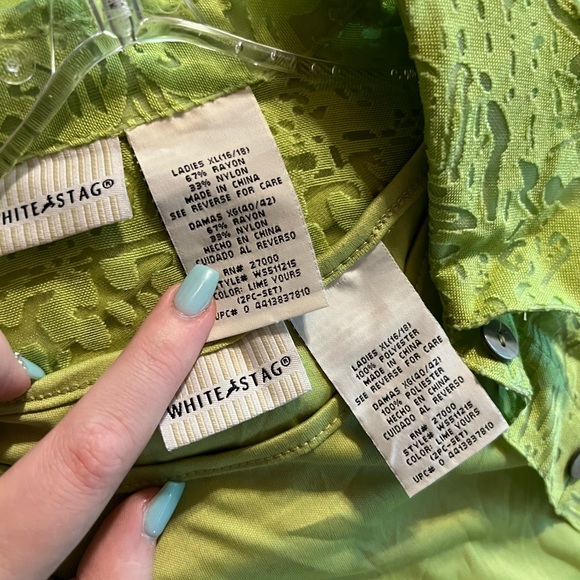 WHITE STAG®
LADIES XL(16/18)
67% RAYON
33% NYLON
MADE IN CHINA
SEE REVERSE FOR CARE
DAMAS XG(40/42)
67% RAYON
33% NYLON
HECHO EN CHINA
CUIDADO AL REVERSO
RN# 27000
STYLE# WS511215
COLOR: LIME YOURS
(2PC-SET)
UPC# 0 4413837810
WHITE STAG®
LADIES XL(16/18)
100% POLYESTER
MADE IN CHINA
SEE REVERSE FOR CARE
DAMAS XG(40/42)
100% POLIESTER
HECHO EN CHINA
CUIDADO AL REVERSO
RN# 27000
STYLE# WS511215
COLOR: LIME YOURS
(2PC-SET)
UPC# 0 4413837810